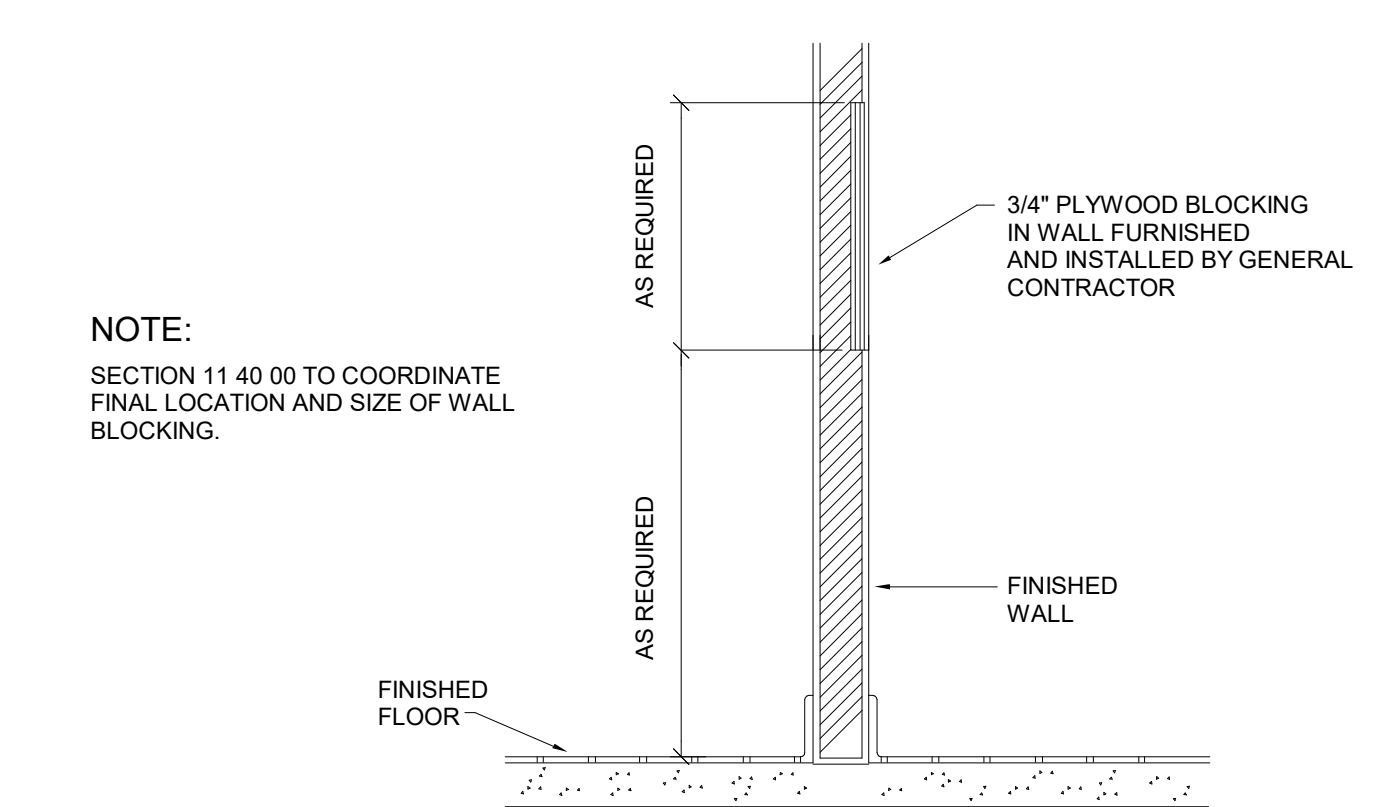 AS REQUIRED
3/4" PLYWOOD BLOCKING
IN WALL FURNISHED
AND INSTALLED BY GENERAL
CONTRACTOR
NOTE:
SECTION 11 40 00 TO COORDINATE
FINAL LOCATION AND SIZE OF WALL
BLOCKING.
AS REQUIRED
FINISHED
WALL
FINISHED
FLOOR